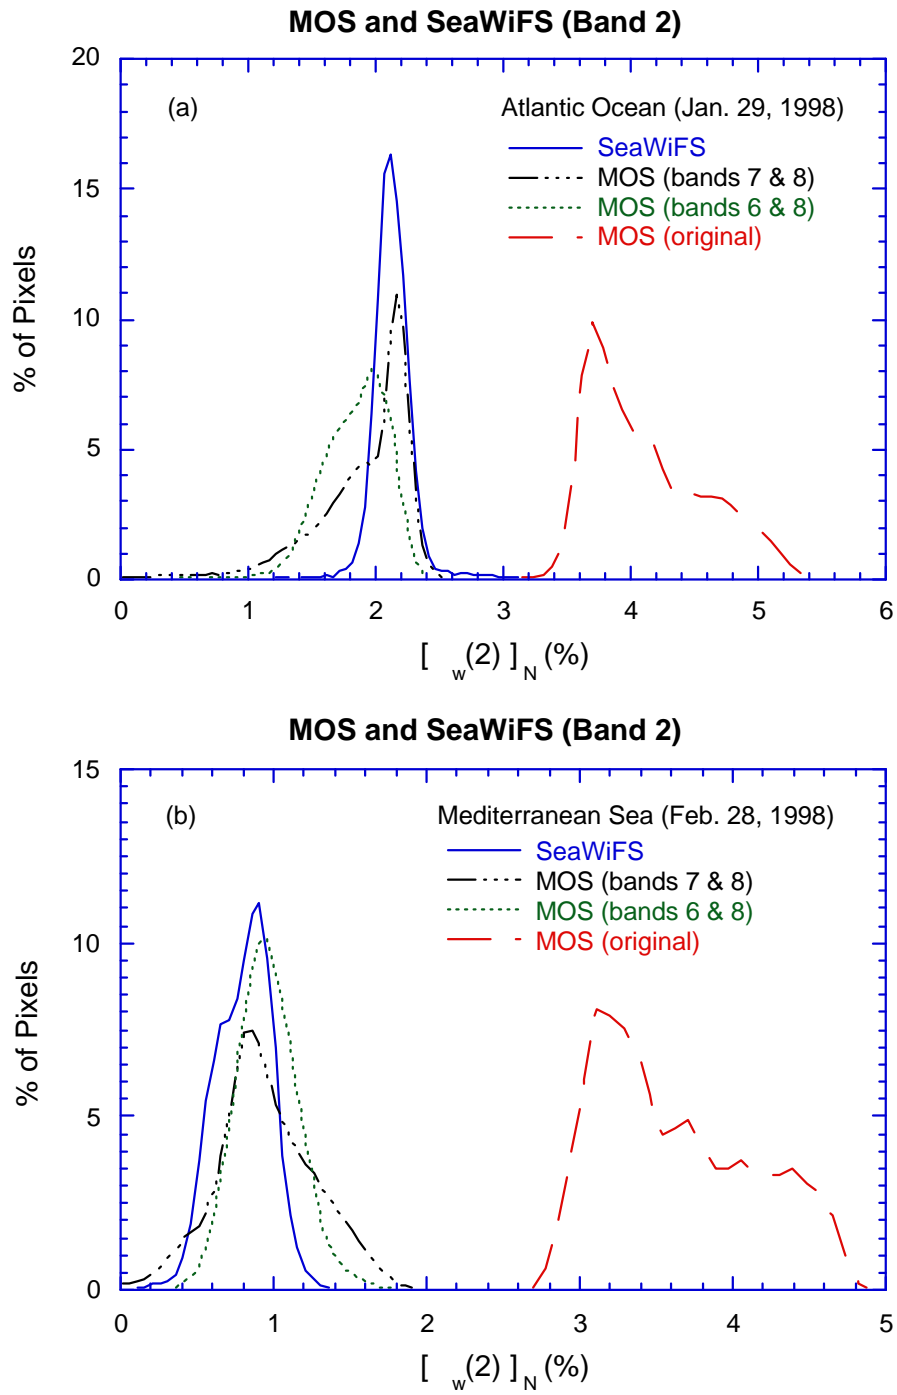 MOS and SeaWiFS (Band 2)
20
(a)
Atlantic Ocean (Jan. 29, 1998)
SeaWiFS
MOS (bands 7 & 8)
MOS (bands 6 & 8)
MOS (original)
15
% of Pixels
10
5
0
0 1 2 3 4 5 6
[ w(2) ]N (%)
MOS and SeaWiFS (Band 2)
15
(b)
Mediterranean Sea (Feb. 28, 1998)
SeaWiFS
MOS (bands 7 & 8)
MOS (bands 6 & 8)
MOS (original)
10
% of Pixels
5
0
0 1 2 3 4 5
[ w(2) ]N (%)